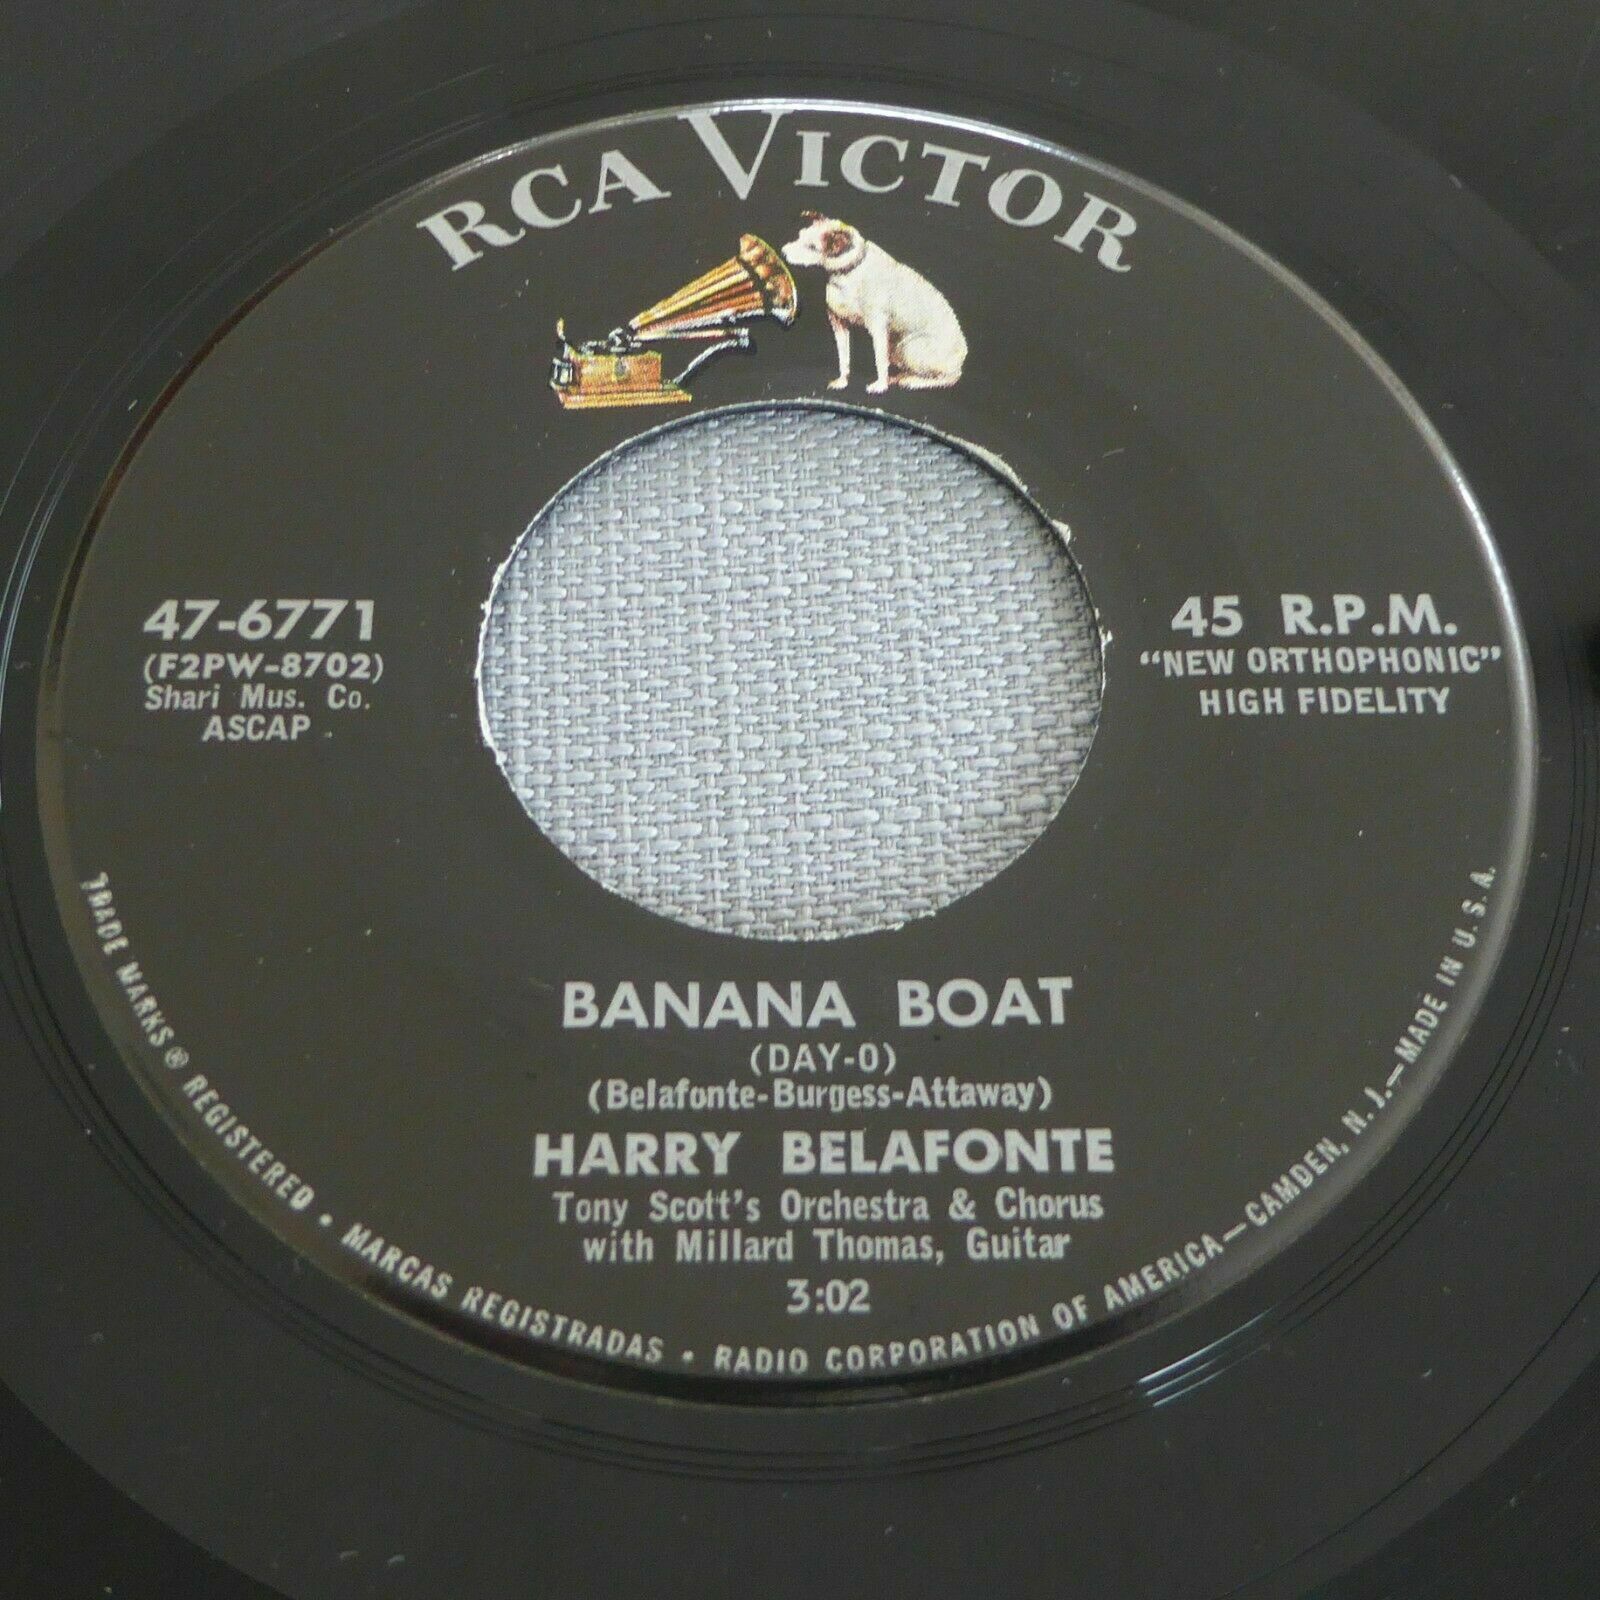 RCA VICTOR
47-6771
(F2PW-8702)
Shari Mus. Co.
ASCAP
45 R.P.M.
"NEW ORTHOPHONIC"
HIGH FIDELITY
BANANA BOAT
(DAY-O)
(Belafonte-Burgess-Attaway)
HARRY BELAFONTE
Tony Scott's Orchestra & Chorus
with Millard Thomas, Guitar
3:02
TRADE MARKS ® REGISTERED • MARCAS REGISTRADAS • RADIO CORPORATION OF AMERICA—CAMDEN, N. J.—MADE IN U. S. A.